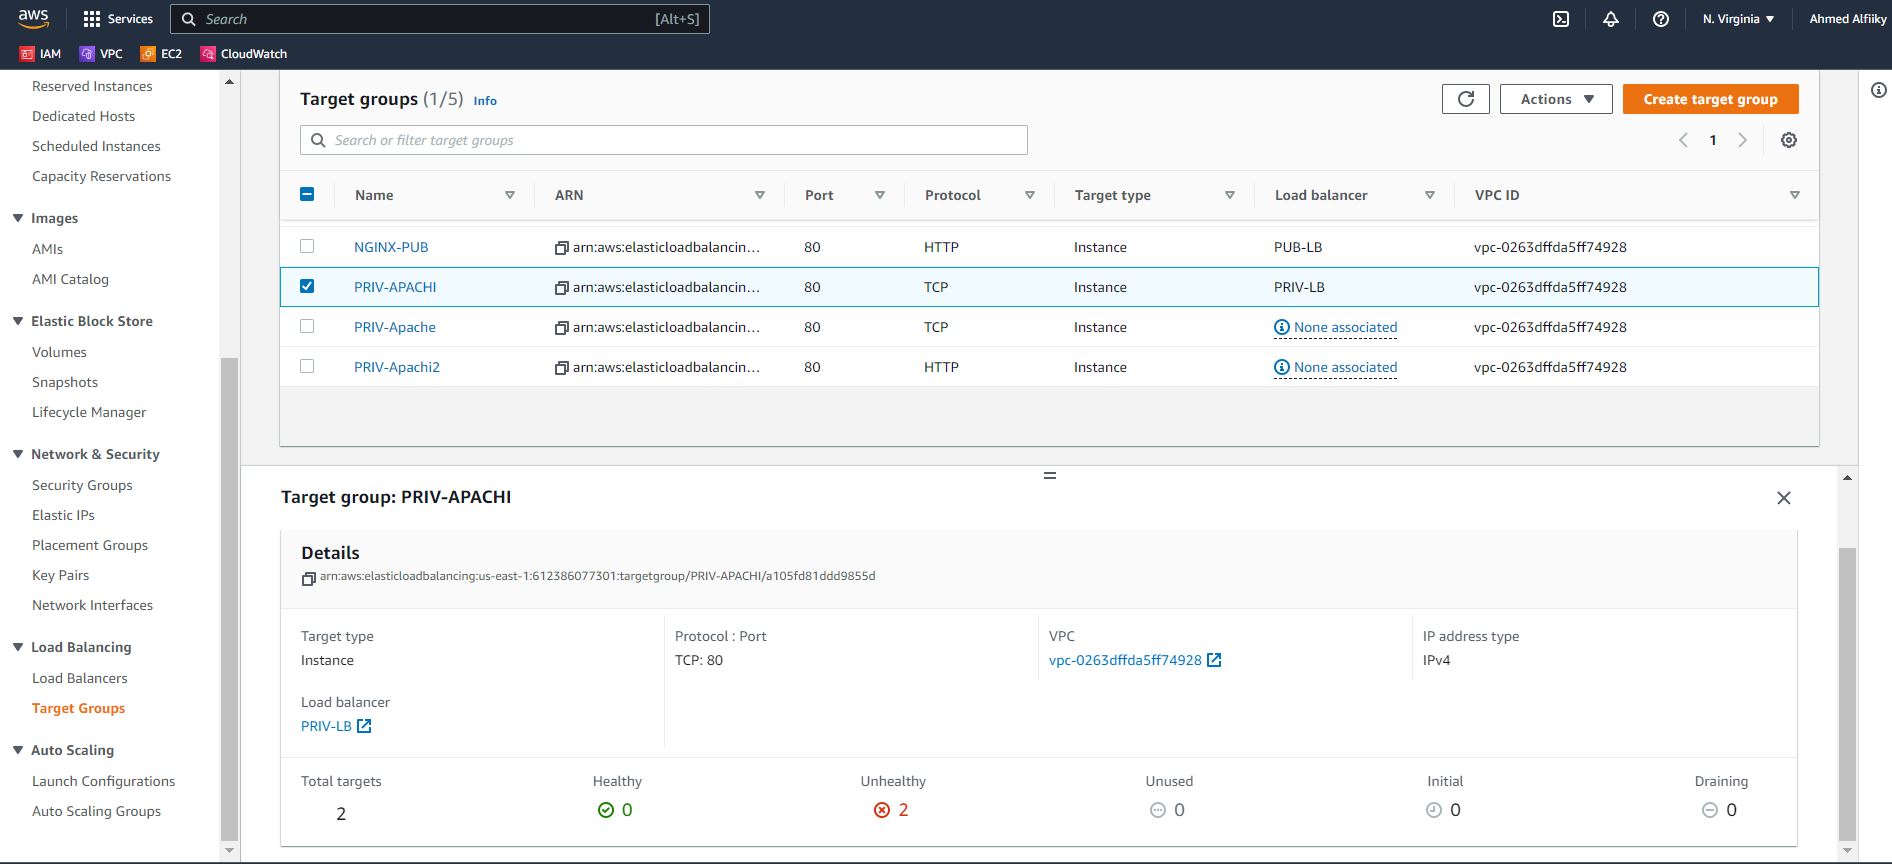 aws
Services
Search
[Alt+S]
N. Virginia
Ahmed Alfiiky
IAM
VPC
EC2
CloudWatch
Reserved Instances
Dedicated Hosts
Scheduled Instances
Capacity Reservations
Images
AMIs
AMI Catalog
Elastic Block Store
Volumes
Snapshots
Lifecycle Manager
Network & Security
Security Groups
Elastic IPs
Placement Groups
Key Pairs
Network Interfaces
Load Balancing
Load Balancers
Target Groups
Auto Scaling
Launch Configurations
Auto Scaling Groups
Target groups (1/5) Info
Actions
Create target group
Search or filter target groups
1
Name ARN Port Protocol Target type Load balancer VPC ID
NGINX-PUB arn:aws:elasticloadbalancin... 80 HTTP Instance PUB-LB vpc-0263dffda5ff74928
PRIV-APACHI arn:aws:elasticloadbalancin... 80 TCP Instance PRIV-LB vpc-0263dffda5ff74928
PRIV-Apache arn:aws:elasticloadbalancin... 80 TCP Instance None associated vpc-0263dffda5ff74928
PRIV-Apachi2 arn:aws:elasticloadbalancin... 80 HTTP Instance None associated vpc-0263dffda5ff74928
Target group: PRIV-APACHI
Details
arn:aws:elasticloadbalancing:us-east-1:612386077301:targetgroup/PRIV-APACHI/a105fd81ddd9855d
Target type
Instance
Protocol : Port
TCP: 80
VPC
vpc-0263dffda5ff74928
IP address type
IPv4
Load balancer
PRIV-LB
Total targets
2
Healthy
0
Unhealthy
2
Unused
0
Initial
0
Draining
0